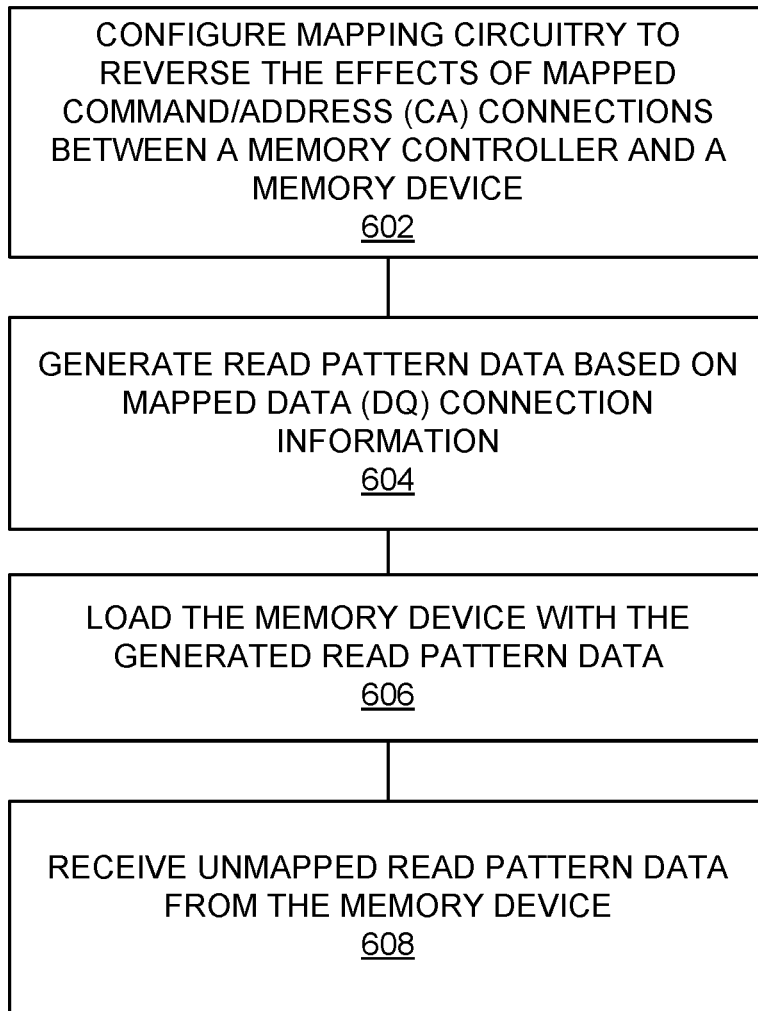 CONFIGURE MAPPING CIRCUITRY TO
REVERSE THE EFFECTS OF MAPPED
COMMAND/ADDRESS (CA) CONNECTIONS
BETWEEN A MEMORY CONTROLLER AND A
MEMORY DEVICE
602
GENERATE READ PATTERN DATA BASED ON
MAPPED DATA (DQ) CONNECTION
INFORMATION
604
LOAD THE MEMORY DEVICE WITH THE
GENERATED READ PATTERN DATA
606
RECEIVE UNMAPPED READ PATTERN DATA
FROM THE MEMORY DEVICE
608